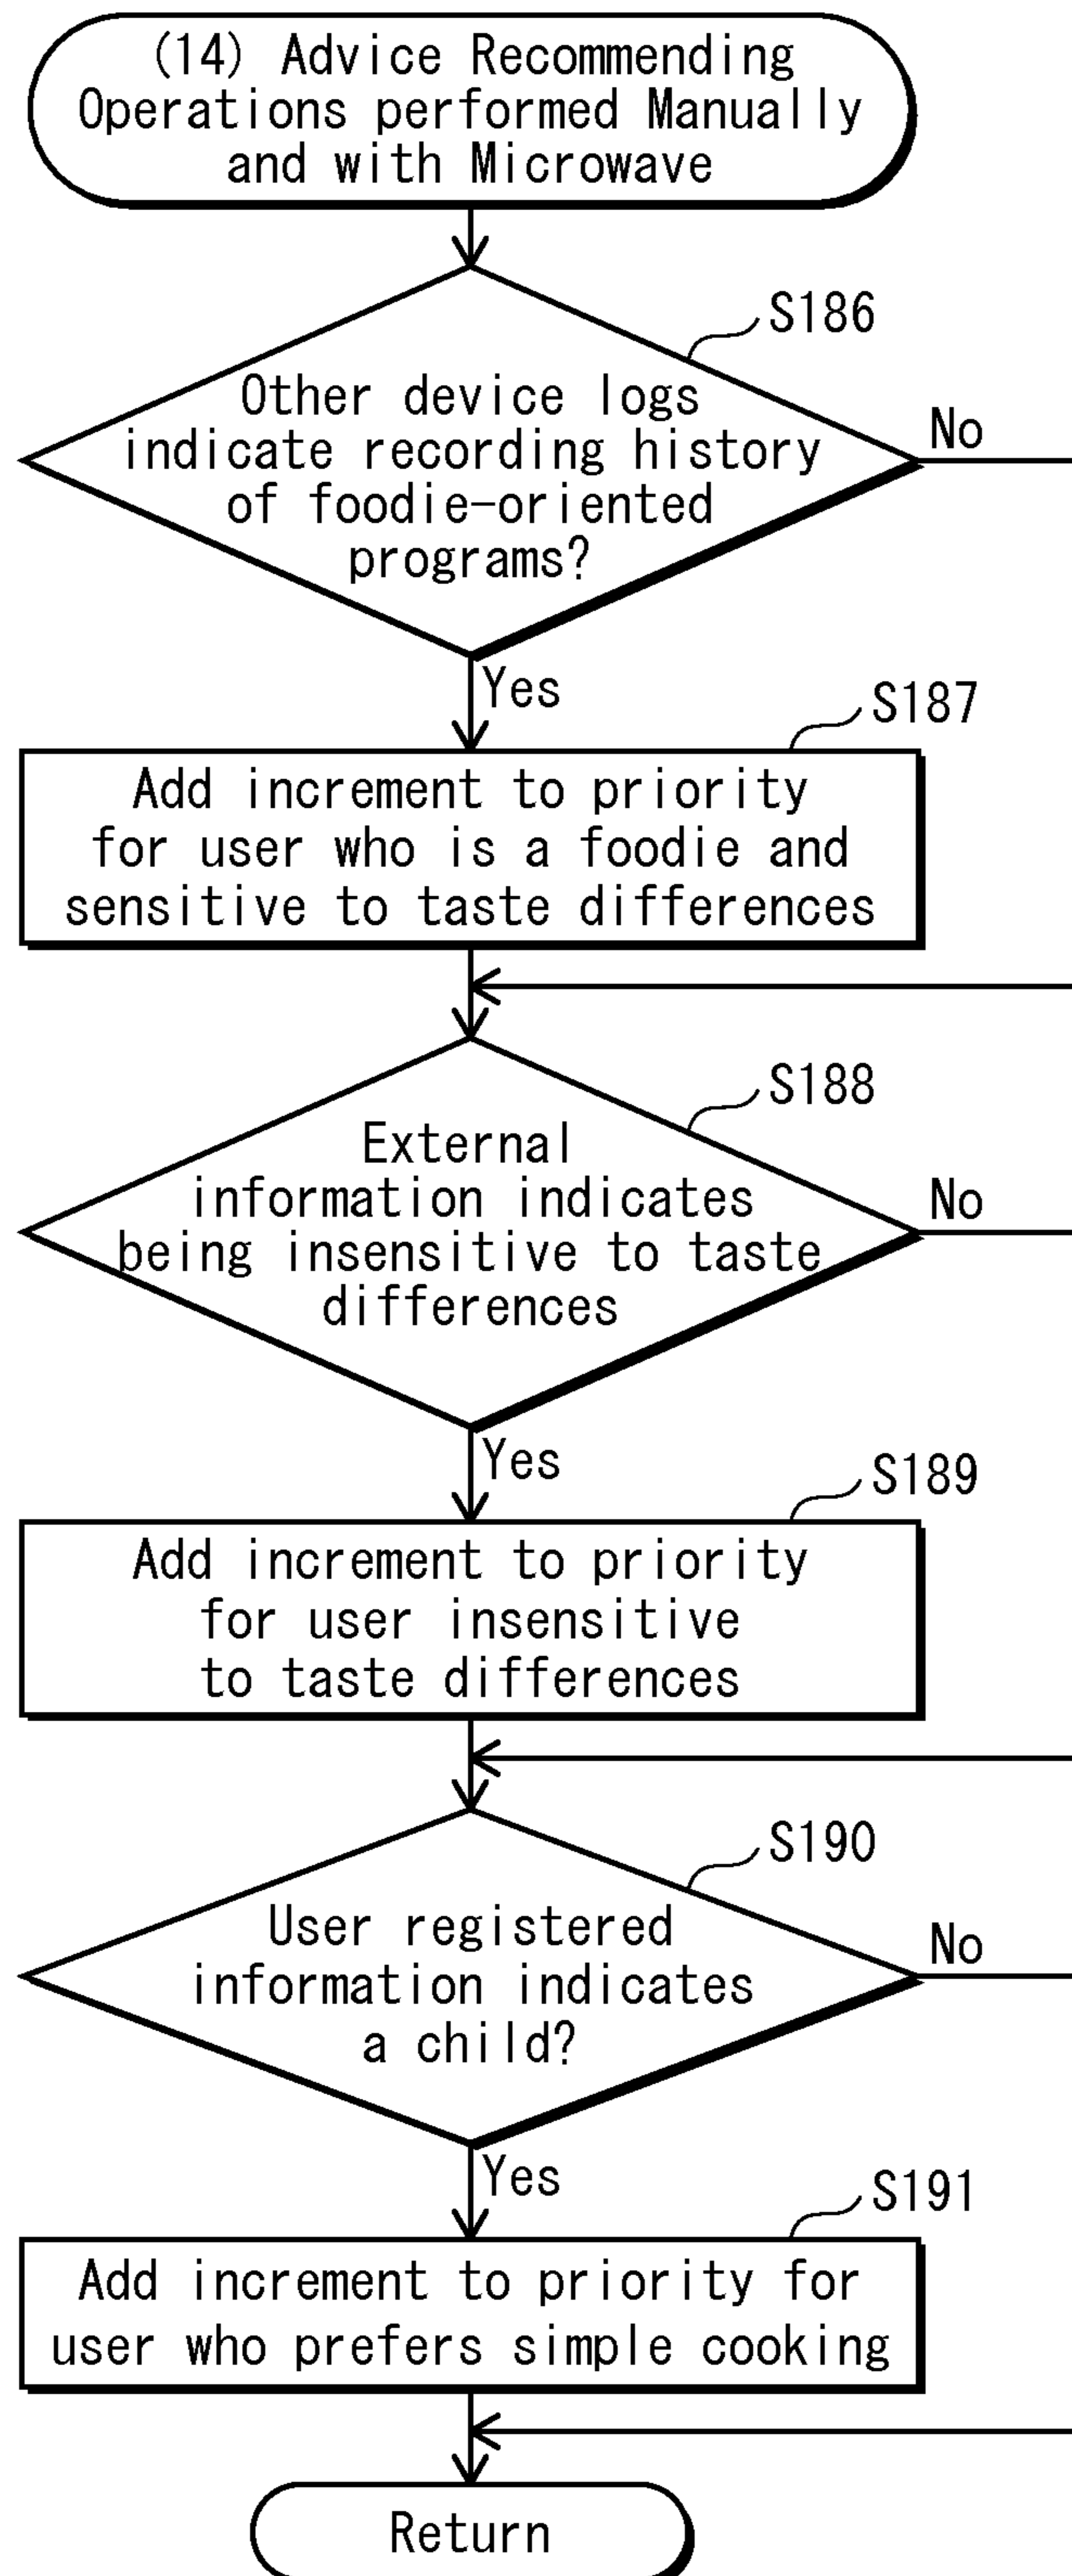 (14) Advice Recommending
Operations performed Manually
and with Microwave
S186
Other device logs
indicate recording history
of foodie-oriented
programs?
No
Yes
S187
Add increment to priority
for user who is a foodie and
sensitive to taste differences
S188
External
information indicates
being insensitive to taste
differences
No
Yes
S189
Add increment to priority
for user insensitive
to taste differences
S190
User registered
information indicates
a child?
No
Yes
S191
Add increment to priority for
user who prefers simple cooking
Return